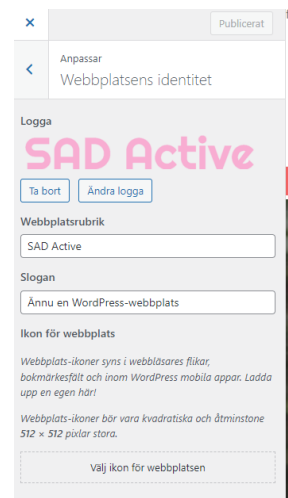 Publicerat
Anpassar
Webbplatsens identitet
Logga
SAD Active
Ta bort
Ändra logga
Webbplatsrubrik
SAD Active
Slogan
Ännu en WordPress-webbplats
Ikon för webbplats
Webbplats-ikoner syns i webbläsares flikar,
bokmärkesfält och inom WordPress mobila appar. Ladda
upp en egen här!
Webbplats-ikoner bör vara kvadratiska och åtminstone
512 × 512 pixlar stora.
Välj ikon för webbplatsen